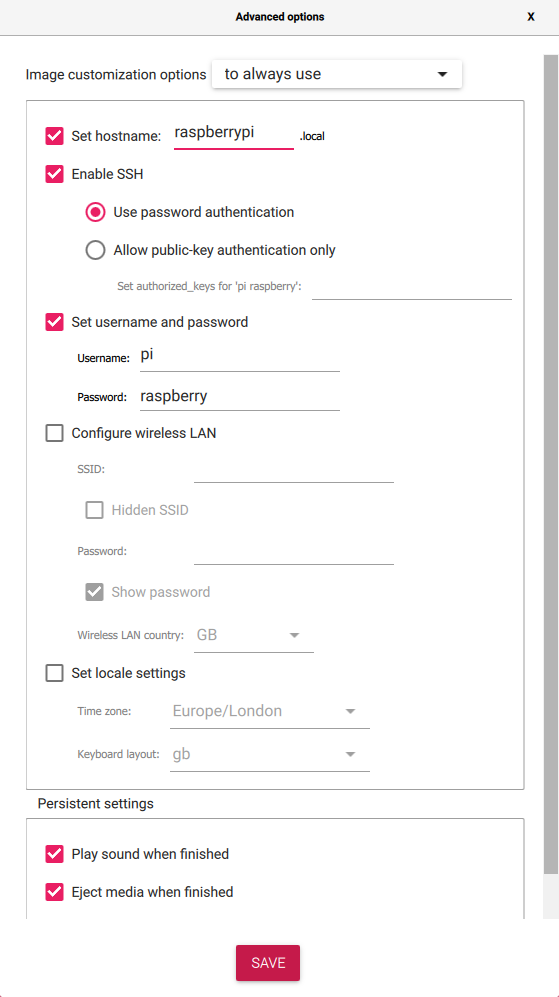 Advanced options X
Image customization options to always use
Set hostname: raspberrypi .local
Enable SSH
Use password authentication
Allow public-key authentication only
Set authorized_keys for 'pi raspberry':
Set username and password
Username: pi
Password: raspberry
Configure wireless LAN
SSID:
Hidden SSID
Password:
Show password
Wireless LAN country: GB
Set locale settings
Time zone: Europe/London
Keyboard layout: gb
Persistent settings
Play sound when finished
Eject media when finished
SAVE